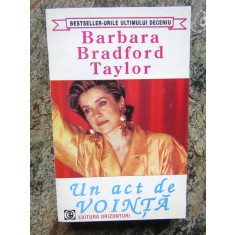 BESTSELLER-URILE ULTIMULUI DECENIU
Barbara
Bradford
Taylor
Un act de
VOINȚĂ
EDITURA ORIZONTURI